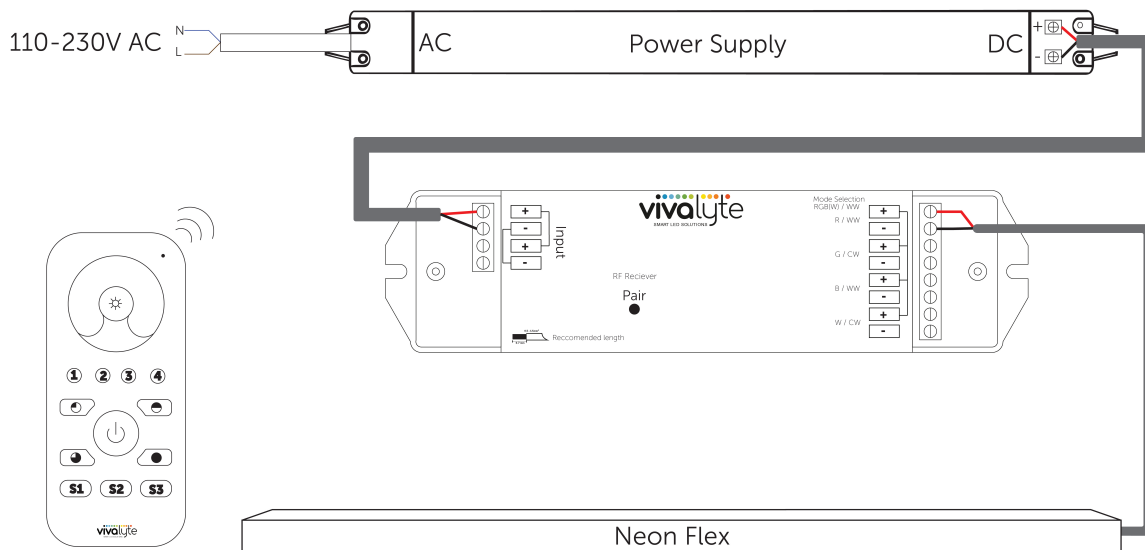 110-230V AC
N
L
AC
Power Supply
DC
+
-
vivalyte
SMART LED SOLUTIONS
Mode Selection
RGB(W) / WW
+
-
+
-
Input
R / WW
G / CW
B / WW
W / CW
+
-
+
-
+
-
+
-
RF Reciever
Pair
Reccomended length
1
2
3
4
S1
S2
S3
vivalyte
Neon Flex